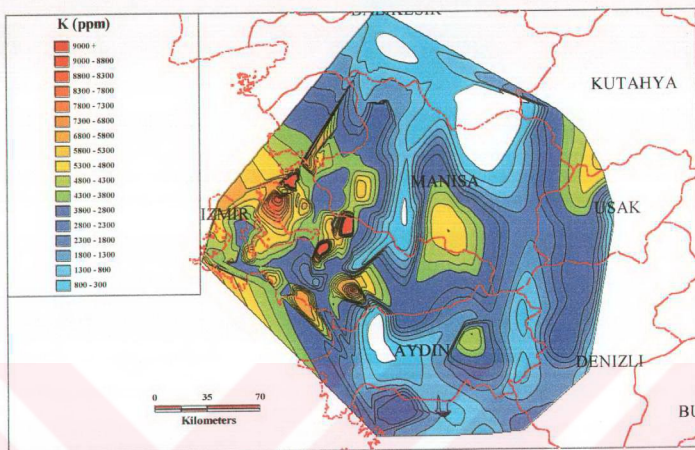 BALIKESİR
K (ppm)
9000 +
9000 - 8800
8800 - 8300
8300 - 7800
7800 - 7300
7300 - 6800
6800 - 5800
5800 - 5300
5300 - 4800
4800 - 4300
4300 - 3800
3800 - 2800
2800 - 2300
2300 - 1800
1800 - 1300
1300 - 800
800 - 300
KUTAHYA
MANISA
IZMIR
USAK
AYDIN
DENIZLI
BU
0 35 70
Kilometers